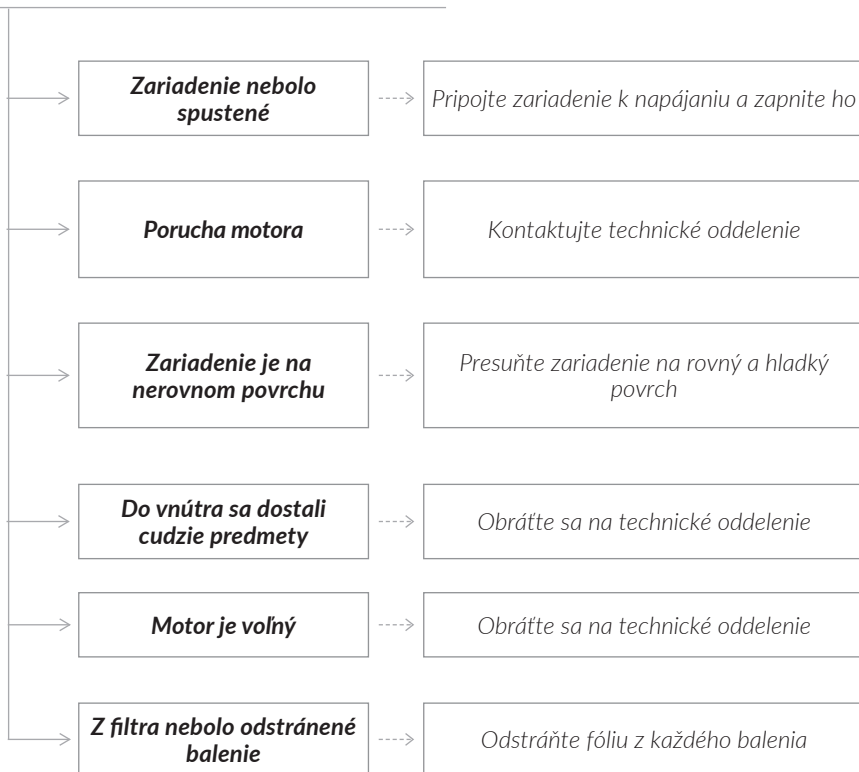 Zariadenie nebolo
spustené
Pripojte zariadenie k napájaniu a zapnite ho
Porucha motora
Kontaktujte technické oddelenie
Zariadenie je na
nerovnom povrchu
Presuňte zariadenie na rovný a hladký
povrch
Do vnútra sa dostali
cudzie predmety
Obráťte sa na technické oddelenie
Motor je voľný
Obráťte sa na technické oddelenie
Z filtra nebolo odstránené
balenie
Odstráňte fóliu z každého balenia